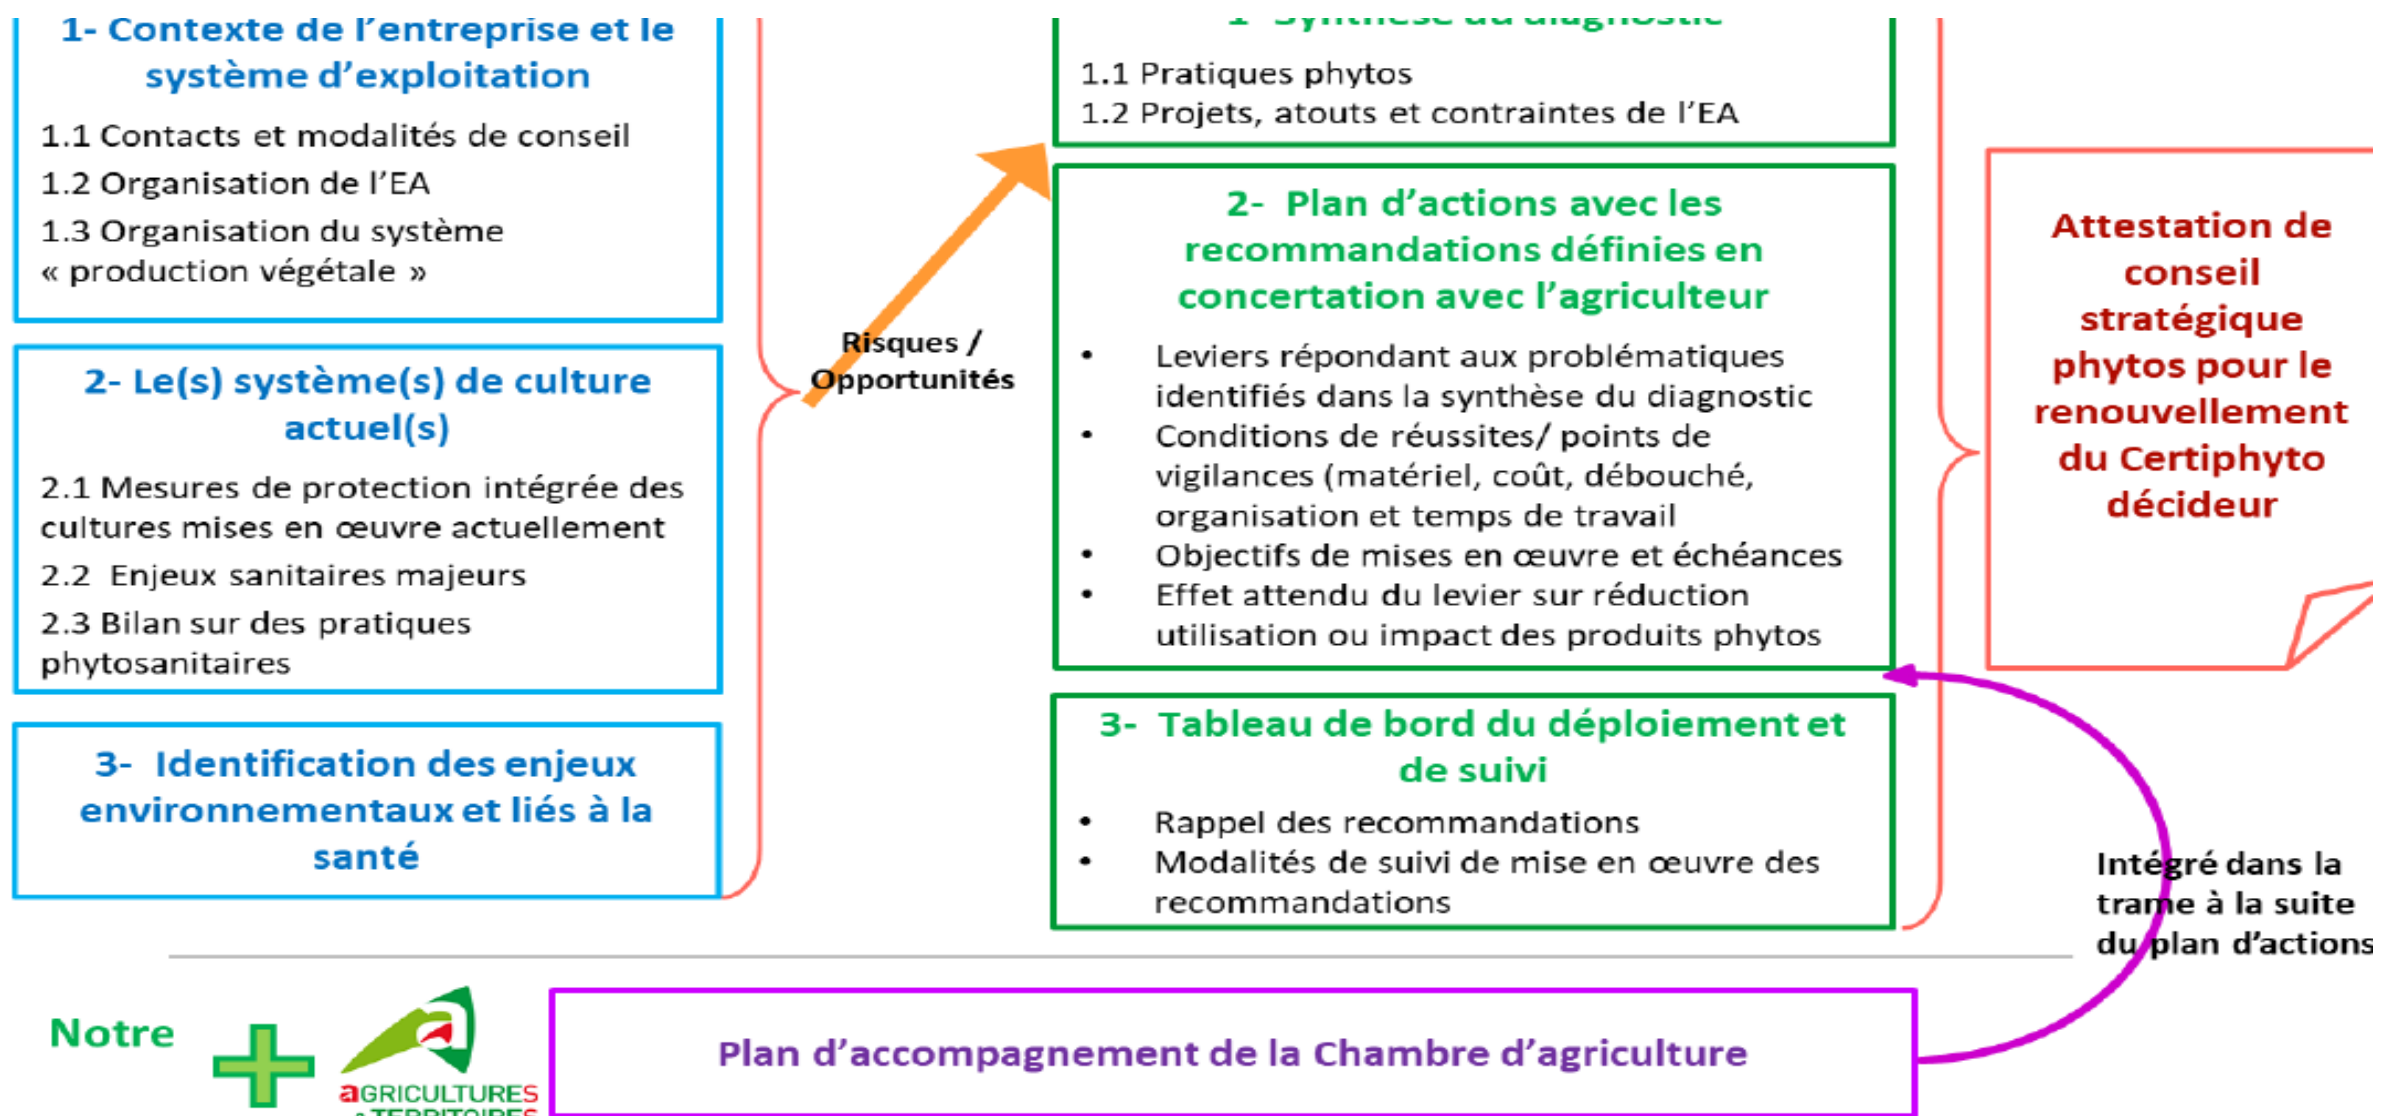 1- Contexte de l’entreprise et le
système d’exploitation
1.1 Contacts et modalités de conseil
1.2 Organisation de l’EA
1.3 Organisation du système
« production végétale »
2- Le(s) système(s) de culture
actuel(s)
2.1 Mesures de protection intégrée des
cultures mises en œuvre actuellement
2.2 Enjeux sanitaires majeurs
2.3 Bilan sur des pratiques
phytosanitaires
3- Identification des enjeux
environnementaux et liés à la
santé
Risques /
Opportunités
1- Synthèse du diagnostic
1.1 Pratiques phytos
1.2 Projets, atouts et contraintes de l’EA
2- Plan d’actions avec les
recommandations définies en
concertation avec l’agriculteur
• Leviers répondant aux problématiques
identifiés dans la synthèse du diagnostic
• Conditions de réussites/ points de
vigilances (matériel, coût, débouché,
organisation et temps de travail
• Objectifs de mises en œuvre et échéances
• Effet attendu du levier sur réduction
utilisation ou impact des produits phytos
3- Tableau de bord du déploiement et
de suivi
• Rappel des recommandations
• Modalités de suivi de mise en œuvre des
recommandations
Attestation de
conseil
stratégique
phytos pour le
renouvellement
du Certiphyto
décideur
Intégré dans la
trame à la suite
du plan d’actions
Notre
aGRICULTURES
& TERRITOIRES
Plan d’accompagnement de la Chambre d’agriculture